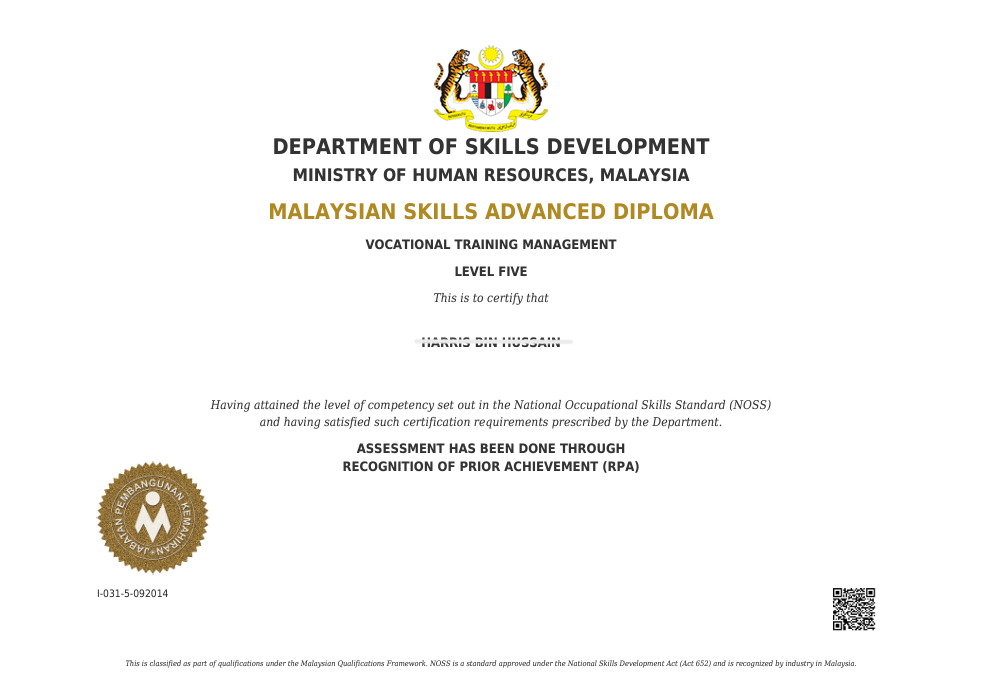 DEPARTMENT OF SKILLS DEVELOPMENT
MINISTRY OF HUMAN RESOURCES, MALAYSIA
MALAYSIAN SKILLS ADVANCED DIPLOMA
VOCATIONAL TRAINING MANAGEMENT
LEVEL FIVE
This is to certify that
HARRIS BIN HUSSAIN
Having attained the level of competency set out in the National Occupational Skills Standard (NOSS)
and having satisfied such certification requirements prescribed by the Department.
ASSESSMENT HAS BEEN DONE THROUGH
RECOGNITION OF PRIOR ACHIEVEMENT (RPA)
JABATAN PEMBANGUNAN KEMAHIRAN
I-031-5-092014
This is classified as part of qualifications under the Malaysian Qualifications Framework. NOSS is a standard approved under the National Skills Development Act (Act 652) and is recognized by industry in Malaysia.